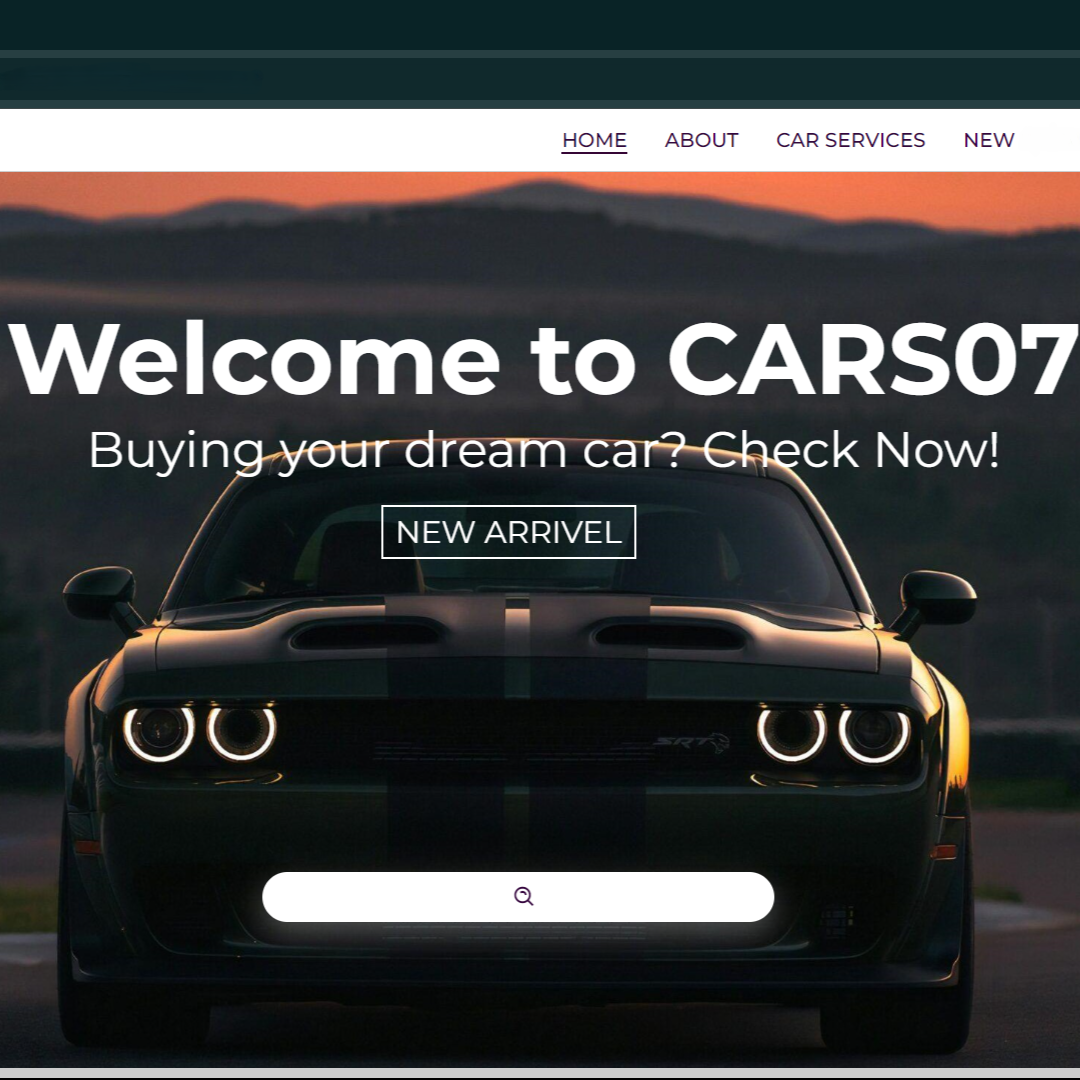 HOME ABOUT CAR SERVICES NEW
Welcome to CARS07
Buying your dream car? Check Now!
NEW ARRIVEL
SRT